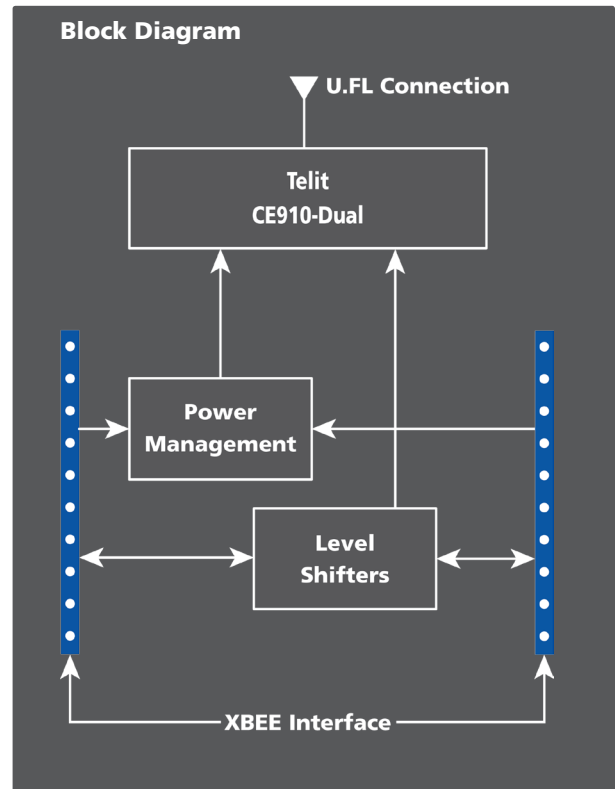 Block Diagram
U.FL Connection
Telit
CE910-Dual
Power
Management
Level
Shifters
XBEE Interface